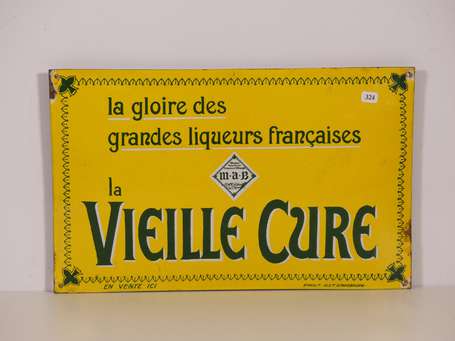 la gloire des
324
grandes liqueurs françaises
m.a.B
la
VIEILLE CURE
EN VENTE ICI